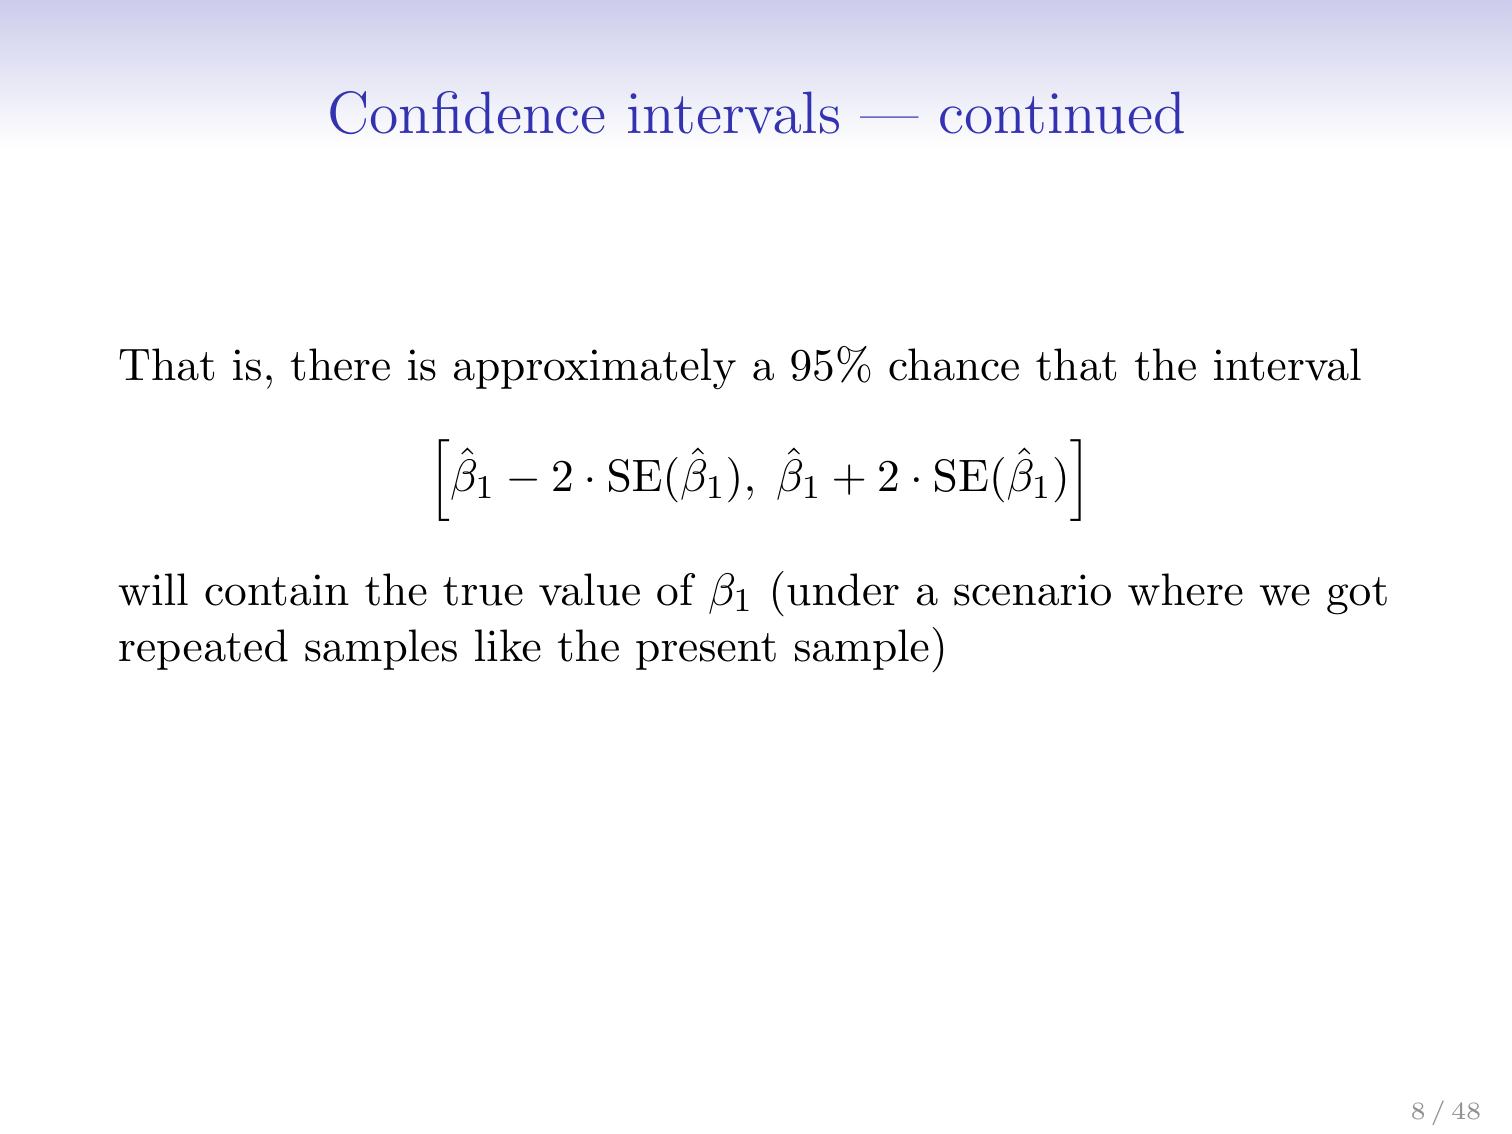 Confidence intervals — continued
That is, there is approximately a 95% chance that the interval
[β̂₁ − 2 · SE(β̂₁), β̂₁ + 2 · SE(β̂₁)]
will contain the true value of β₁ (under a scenario where we got
repeated samples like the present sample)
8 / 48